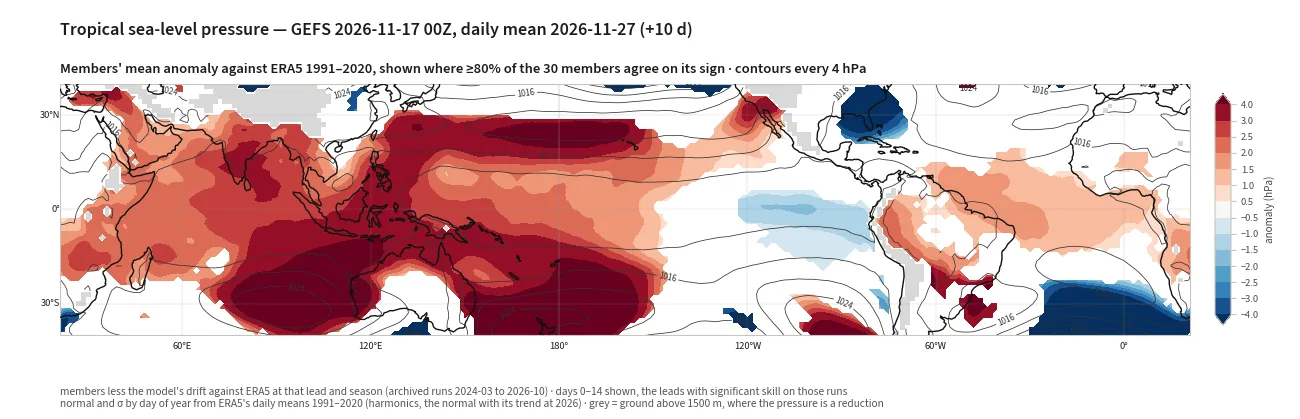 Tropical sea-level pressure — GEFS 2026-11-17 00Z, daily mean 2026-11-27 (+10 d)
Members' mean anomaly against ERA5 1991–2020, shown where ≥80% of the 30 members agree on its sign · contours every 4 hPa
1024
1024
1016
1016
1024
1016
30°N
1016
1016
0°
1016
1024
1024
1024
1016
30°S
60°E
120°E
180°
120°W
60°W
0°
4.0
3.0
2.5
2.0
1.5
1.0
0.5
−0.5
−1.0
−1.5
−2.0
−2.5
−3.0
−4.0
anomaly (hPa)
members less the model's drift against ERA5 at that lead and season (archived runs 2024-03 to 2026-10) · days 0–14 shown, the leads with significant skill on those runs
normal and σ by day of year from ERA5's daily means 1991–2020 (harmonics, the normal with its trend at 2026) · grey = ground above 1500 m, where the pressure is a reduction